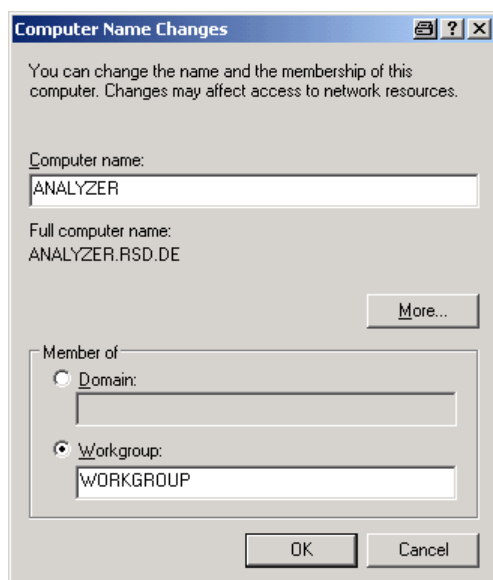 Computer Name Changes
You can change the name and the membership of this
computer. Changes may affect access to network resources.
Computer name:
ANALYZER
Full computer name:
ANALYZER.RSD.DE
More...
Member of
Domain:
Workgroup:
WORKGROUP
OK Cancel